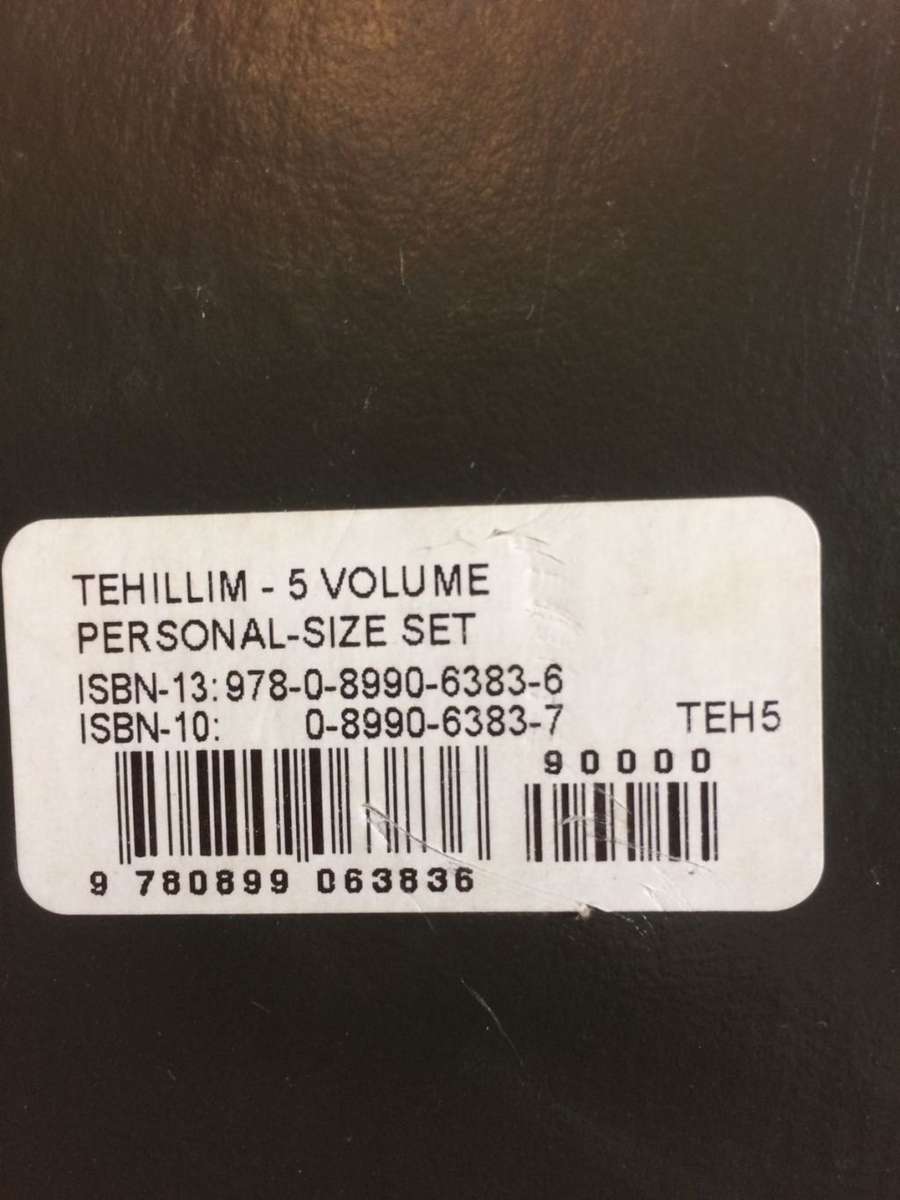 TEHILLIM - 5 VOLUME
PERSONAL-SIZE SET
ISBN-13: 978-0-8990-6383-6
ISBN-10: 0-8990-6383-7
TEH5
90000
9 780899 063836